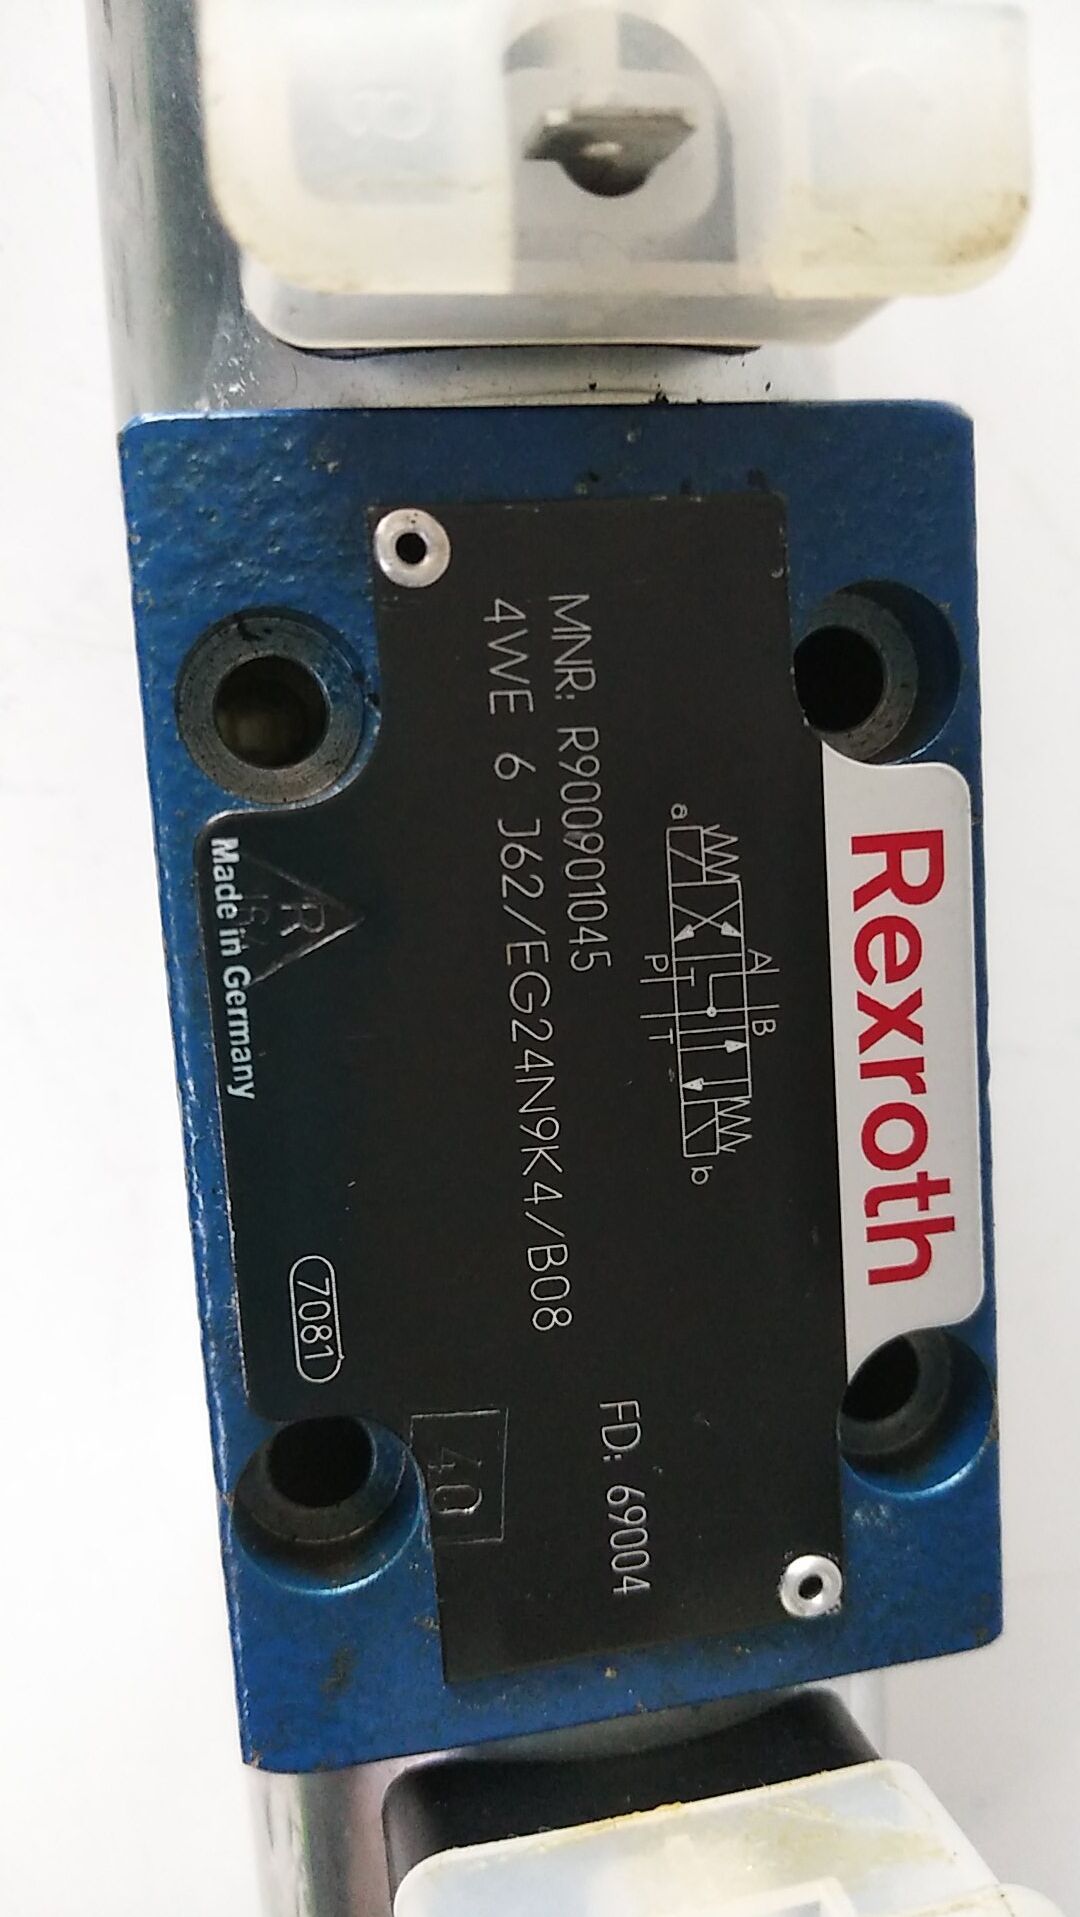 Rexroth
a
A
B
P
T
b
MNR: R900901045
FD: 69004
4WE 6 J62/EG24N9K4/B08
40
R
Made in Germany
7081